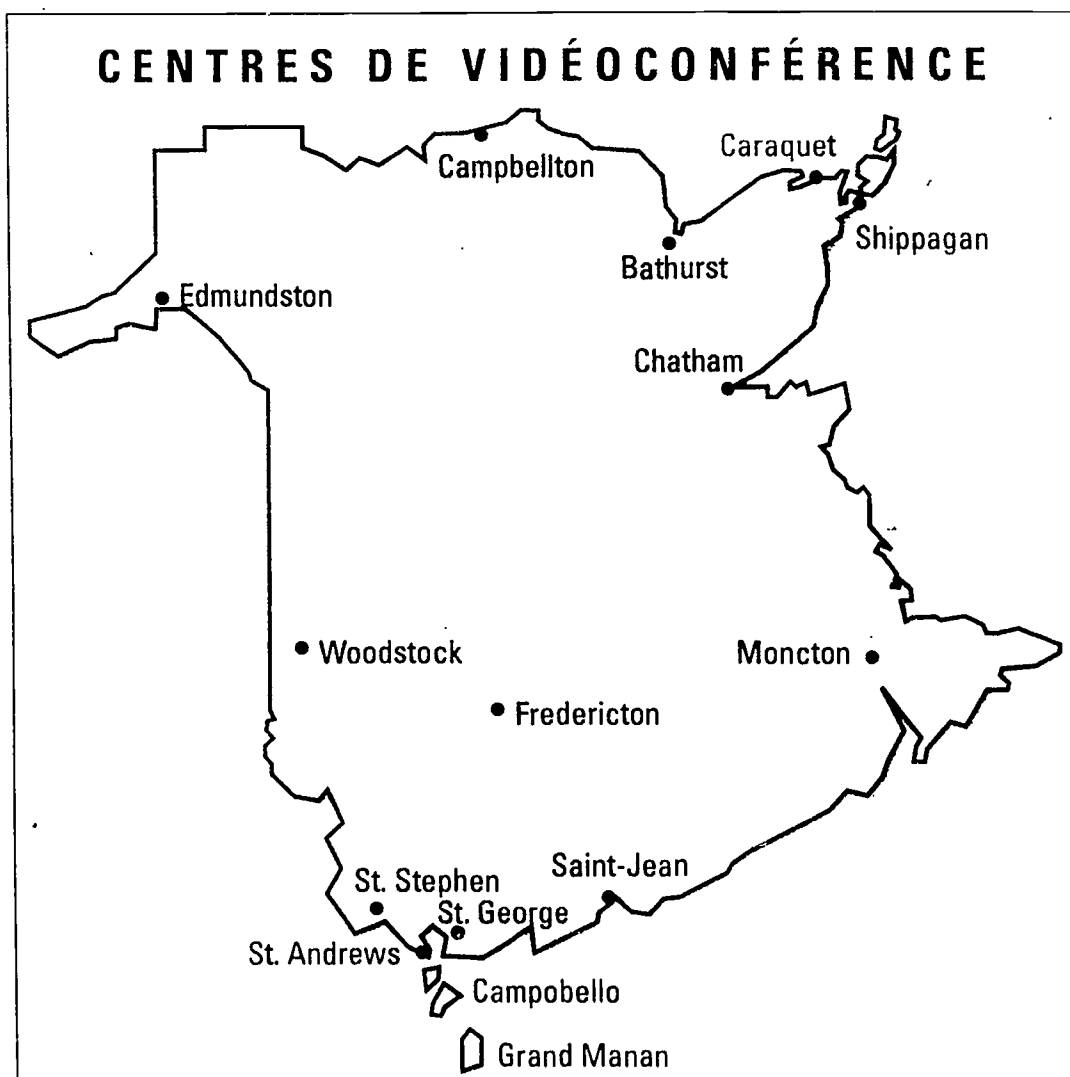 CENTRES DE VIDÉOCONFÉRENCE
Campbellton
Caraquet
Shippagan
Bathurst
Edmundston
Chatham
Woodstock
Moncton
Fredericton
Saint-Jean
St. Stephen
St. George
St. Andrews
Campobello
Grand Manan